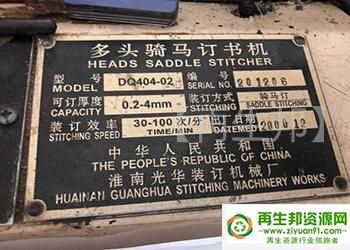 多头骑马订书机
HEADS SADDLE STITCHER
型号 DQ404-02 编号 201206
MODEL SERIAL NO.
可订厚度 0.2-4mm 装订方式 骑马订
CAPACITY STITCHING SADDLE STITCHING
装订效率 30-100 次/分 出厂日期
STITCHING SPEED TIME/MIN DATEMED 200012
中华人民共和国
THE PEOPLE'S REPUBLIC OF CHINA
淮南光华装订机械厂
HUAINAN GUANGHUA STITCHING MACHINERY WORKS
再生邦资源网
www.ziyuan91.com
再生资源行业领跑者